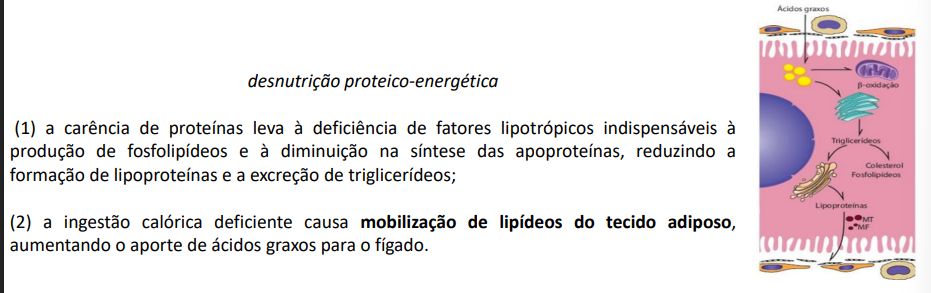 desnutrição proteico-energética
(1) a carência de proteínas leva à deficiência de fatores lipotrópicos indispensáveis à
produção de fosfolipídeos e à diminuição na síntese das apoproteínas, reduzindo a
formação de lipoproteínas e a excreção de triglicerídeos;
(2) a ingestão calórica deficiente causa mobilização de lipídeos do tecido adiposo,
aumentando o aporte de ácidos graxos para o fígado.
Ácidos graxos
β-oxidação
Triglicerídeos
Colesterol
Fosfolipídeos
Lipoproteínas
MT
MF